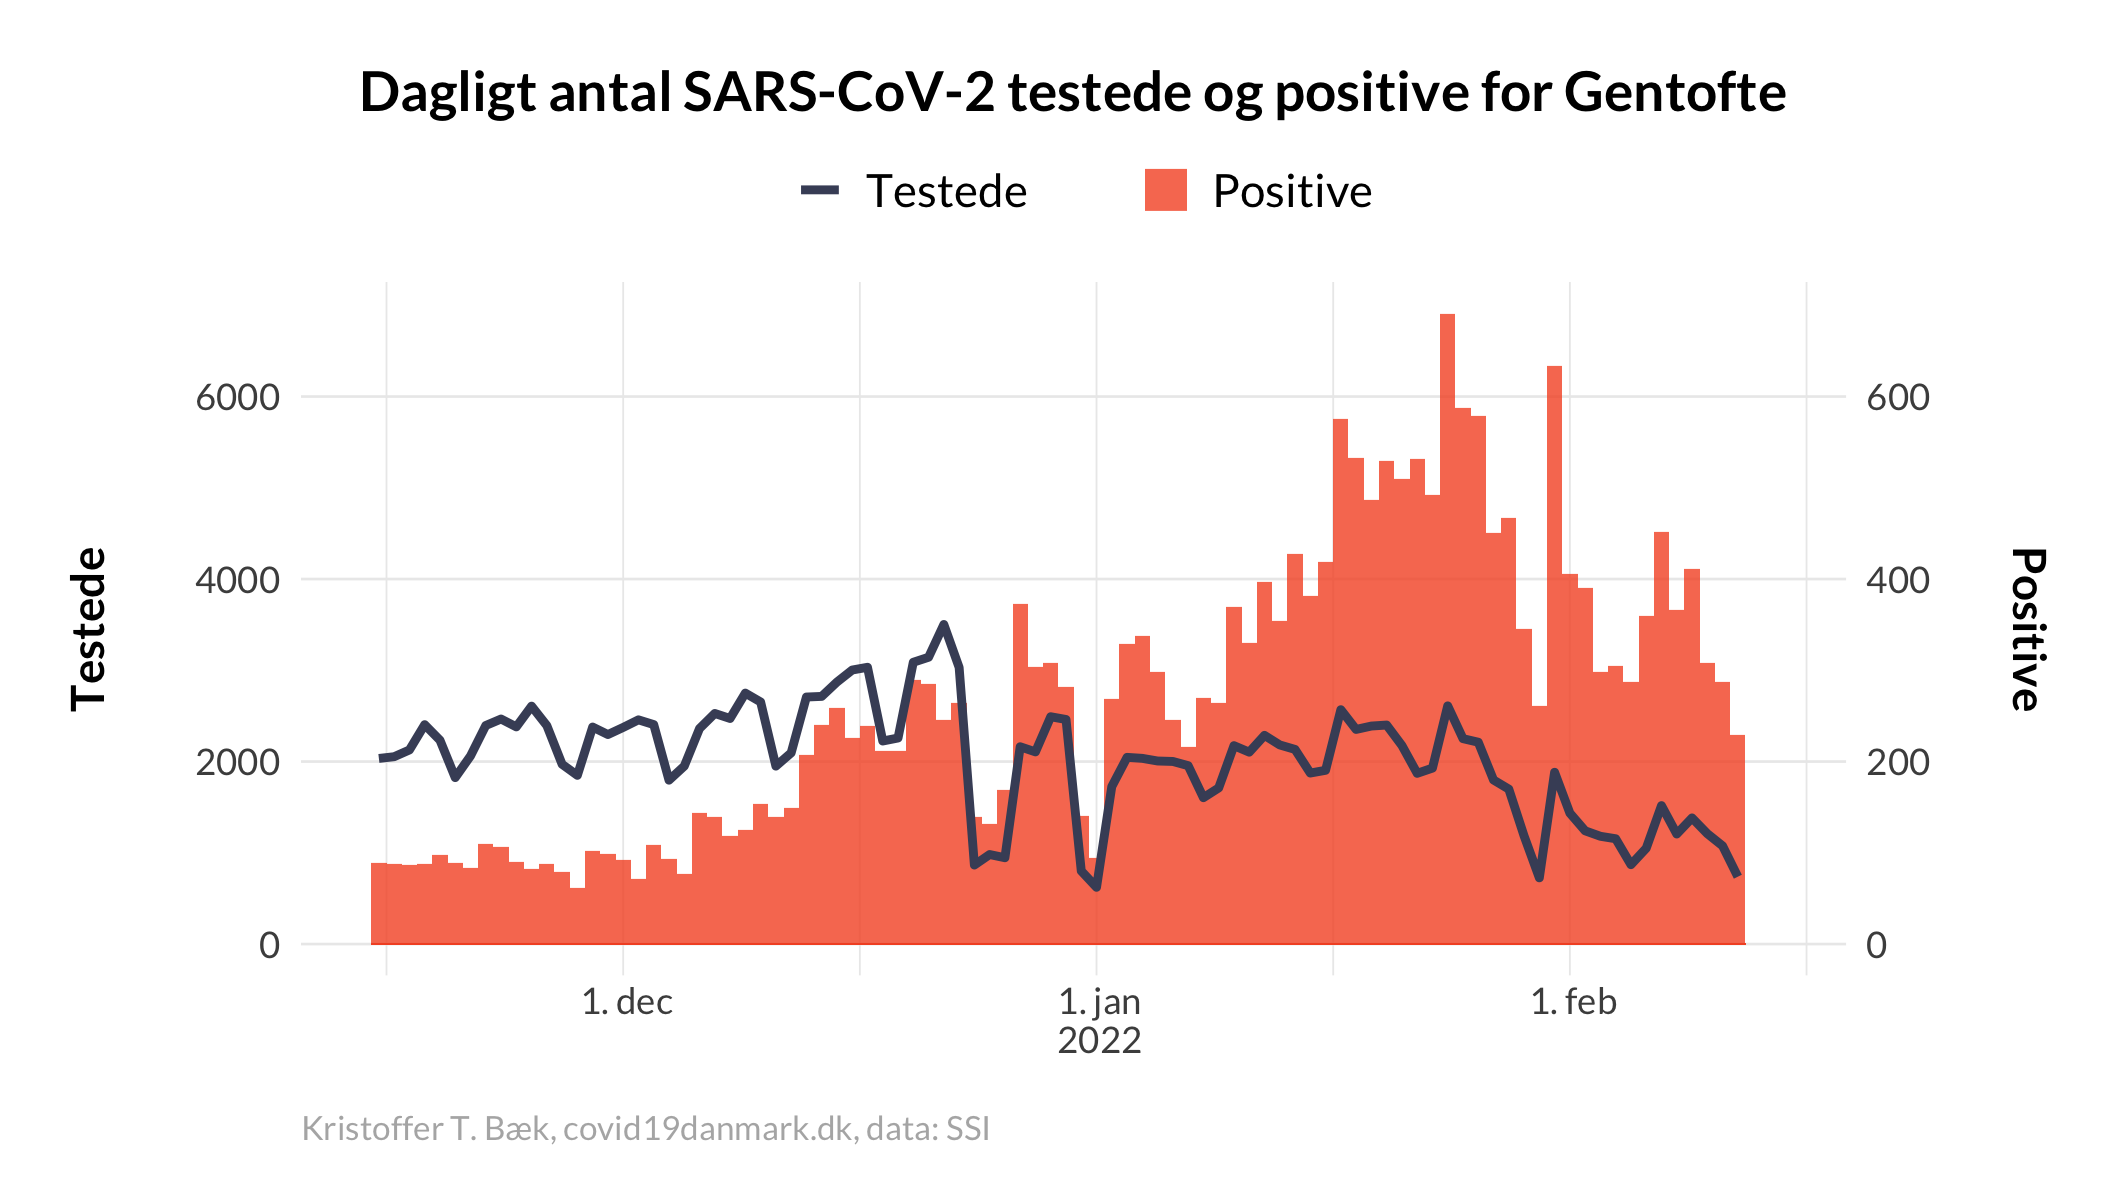 Dagligt antal SARS-CoV-2 testede og positive for Gentofte
Testede
Positive
6000
4000
2000
0
600
400
200
0
Testede
Positive
1. dec
1. jan
2022
1. feb
Kristoffer T. Bæk, covid19danmark.dk, data: SSI